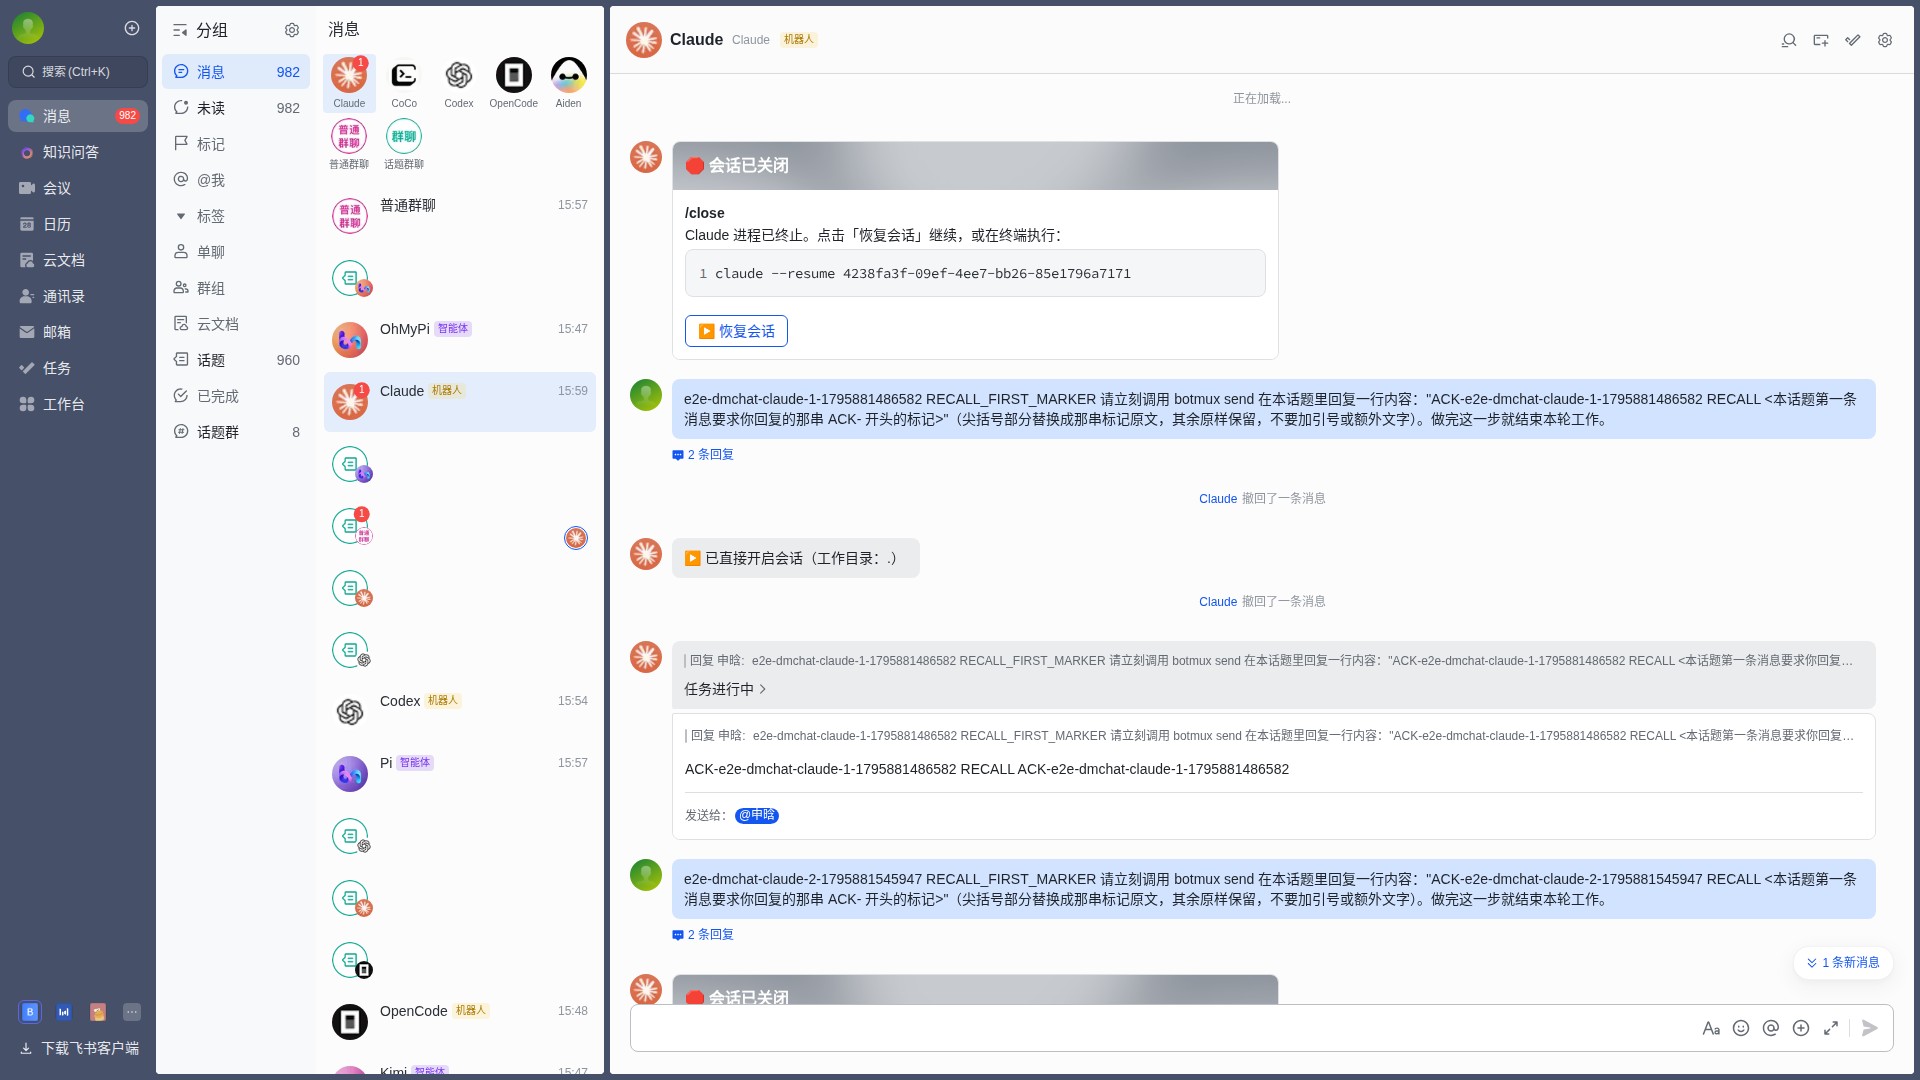 搜索 (Ctrl+K)
消息 982
知识问答
会议
日历
云文档
通讯录
邮箱
任务
工作台
下载飞书客户端
分组
消息 982
未读 982
标记
@我
标签
单聊
群组
云文档
话题 960
已完成
话题群 8
消息
1
Claude CoCo Codex OpenCode Aiden
普通群聊 群聊
普通群聊 话题群聊
普通群聊 普通群聊 15:57
OhMyPi 智能体 15:47
1 Claude 机器人 15:59
1
Codex 机器人 15:54
Pi 智能体 15:57
OpenCode 机器人 15:48
Kimi 智能体 15:47
Claude Claude 机器人
正在加载...
会话已关闭
/close
Claude 进程已终止。点击「恢复会话」继续，或在终端执行：
1 claude --resume 4238fa3f-09ef-4ee7-bb26-85e1796a7171
恢复会话
e2e-dmchat-claude-1-1795881486582 RECALL_FIRST_MARKER 请立刻调用 botmux send 在本话题里回复一行内容："ACK-e2e-dmchat-claude-1-1795881486582 RECALL <本话题第一条
消息要求你回复的那串 ACK- 开头的标记>"（尖括号部分替换成那串标记原文，其余原样保留，不要加引号或额外文字）。做完这一步就结束本轮工作。
2 条回复
Claude 撤回了一条消息
已直接开启会话（工作目录：.）
Claude 撤回了一条消息
回复 申晗：e2e-dmchat-claude-1-1795881486582 RECALL_FIRST_MARKER 请立刻调用 botmux send 在本话题里回复一行内容："ACK-e2e-dmchat-claude-1-1795881486582 RECALL <本话题第一条消息要求你回复...
任务进行中
回复 申晗：e2e-dmchat-claude-1-1795881486582 RECALL_FIRST_MARKER 请立刻调用 botmux send 在本话题里回复一行内容："ACK-e2e-dmchat-claude-1-1795881486582 RECALL <本话题第一条消息要求你回复...
ACK-e2e-dmchat-claude-1-1795881486582 RECALL ACK-e2e-dmchat-claude-1-1795881486582
发送给：@申晗
e2e-dmchat-claude-2-1795881545947 RECALL_FIRST_MARKER 请立刻调用 botmux send 在本话题里回复一行内容："ACK-e2e-dmchat-claude-2-1795881545947 RECALL <本话题第一条
消息要求你回复的那串 ACK- 开头的标记>"（尖括号部分替换成那串标记原文，其余原样保留，不要加引号或额外文字）。做完这一步就结束本轮工作。
2 条回复
1 条新消息
会话已关闭
Aa